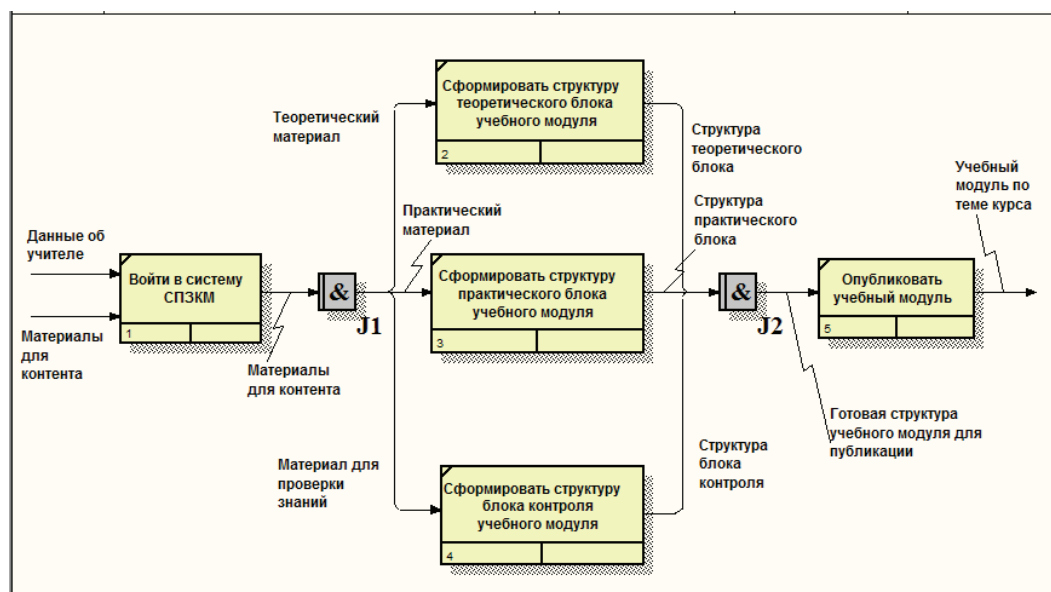 Сформировать структуру
теоретического блока
учебного модуля
2
Теоретический
материал
Структура
теоретического
блока
Учебный
модуль по
теме курса
Практический
материал
Структура
практического
блока
Данные об
учителе
Войти в систему
СПЗКМ
1
&
J1
Сформировать структуру
практического блока
учебного модуля
3
&
J2
Опубликовать
учебный модуль
5
Материалы
для
контента
Материалы
для контента
Готовая структура
учебного модуля для
публикации
Материал для
проверки
знаний
Сформировать структуру
блока контроля
учебного модуля
4
Структура
блока
контроля